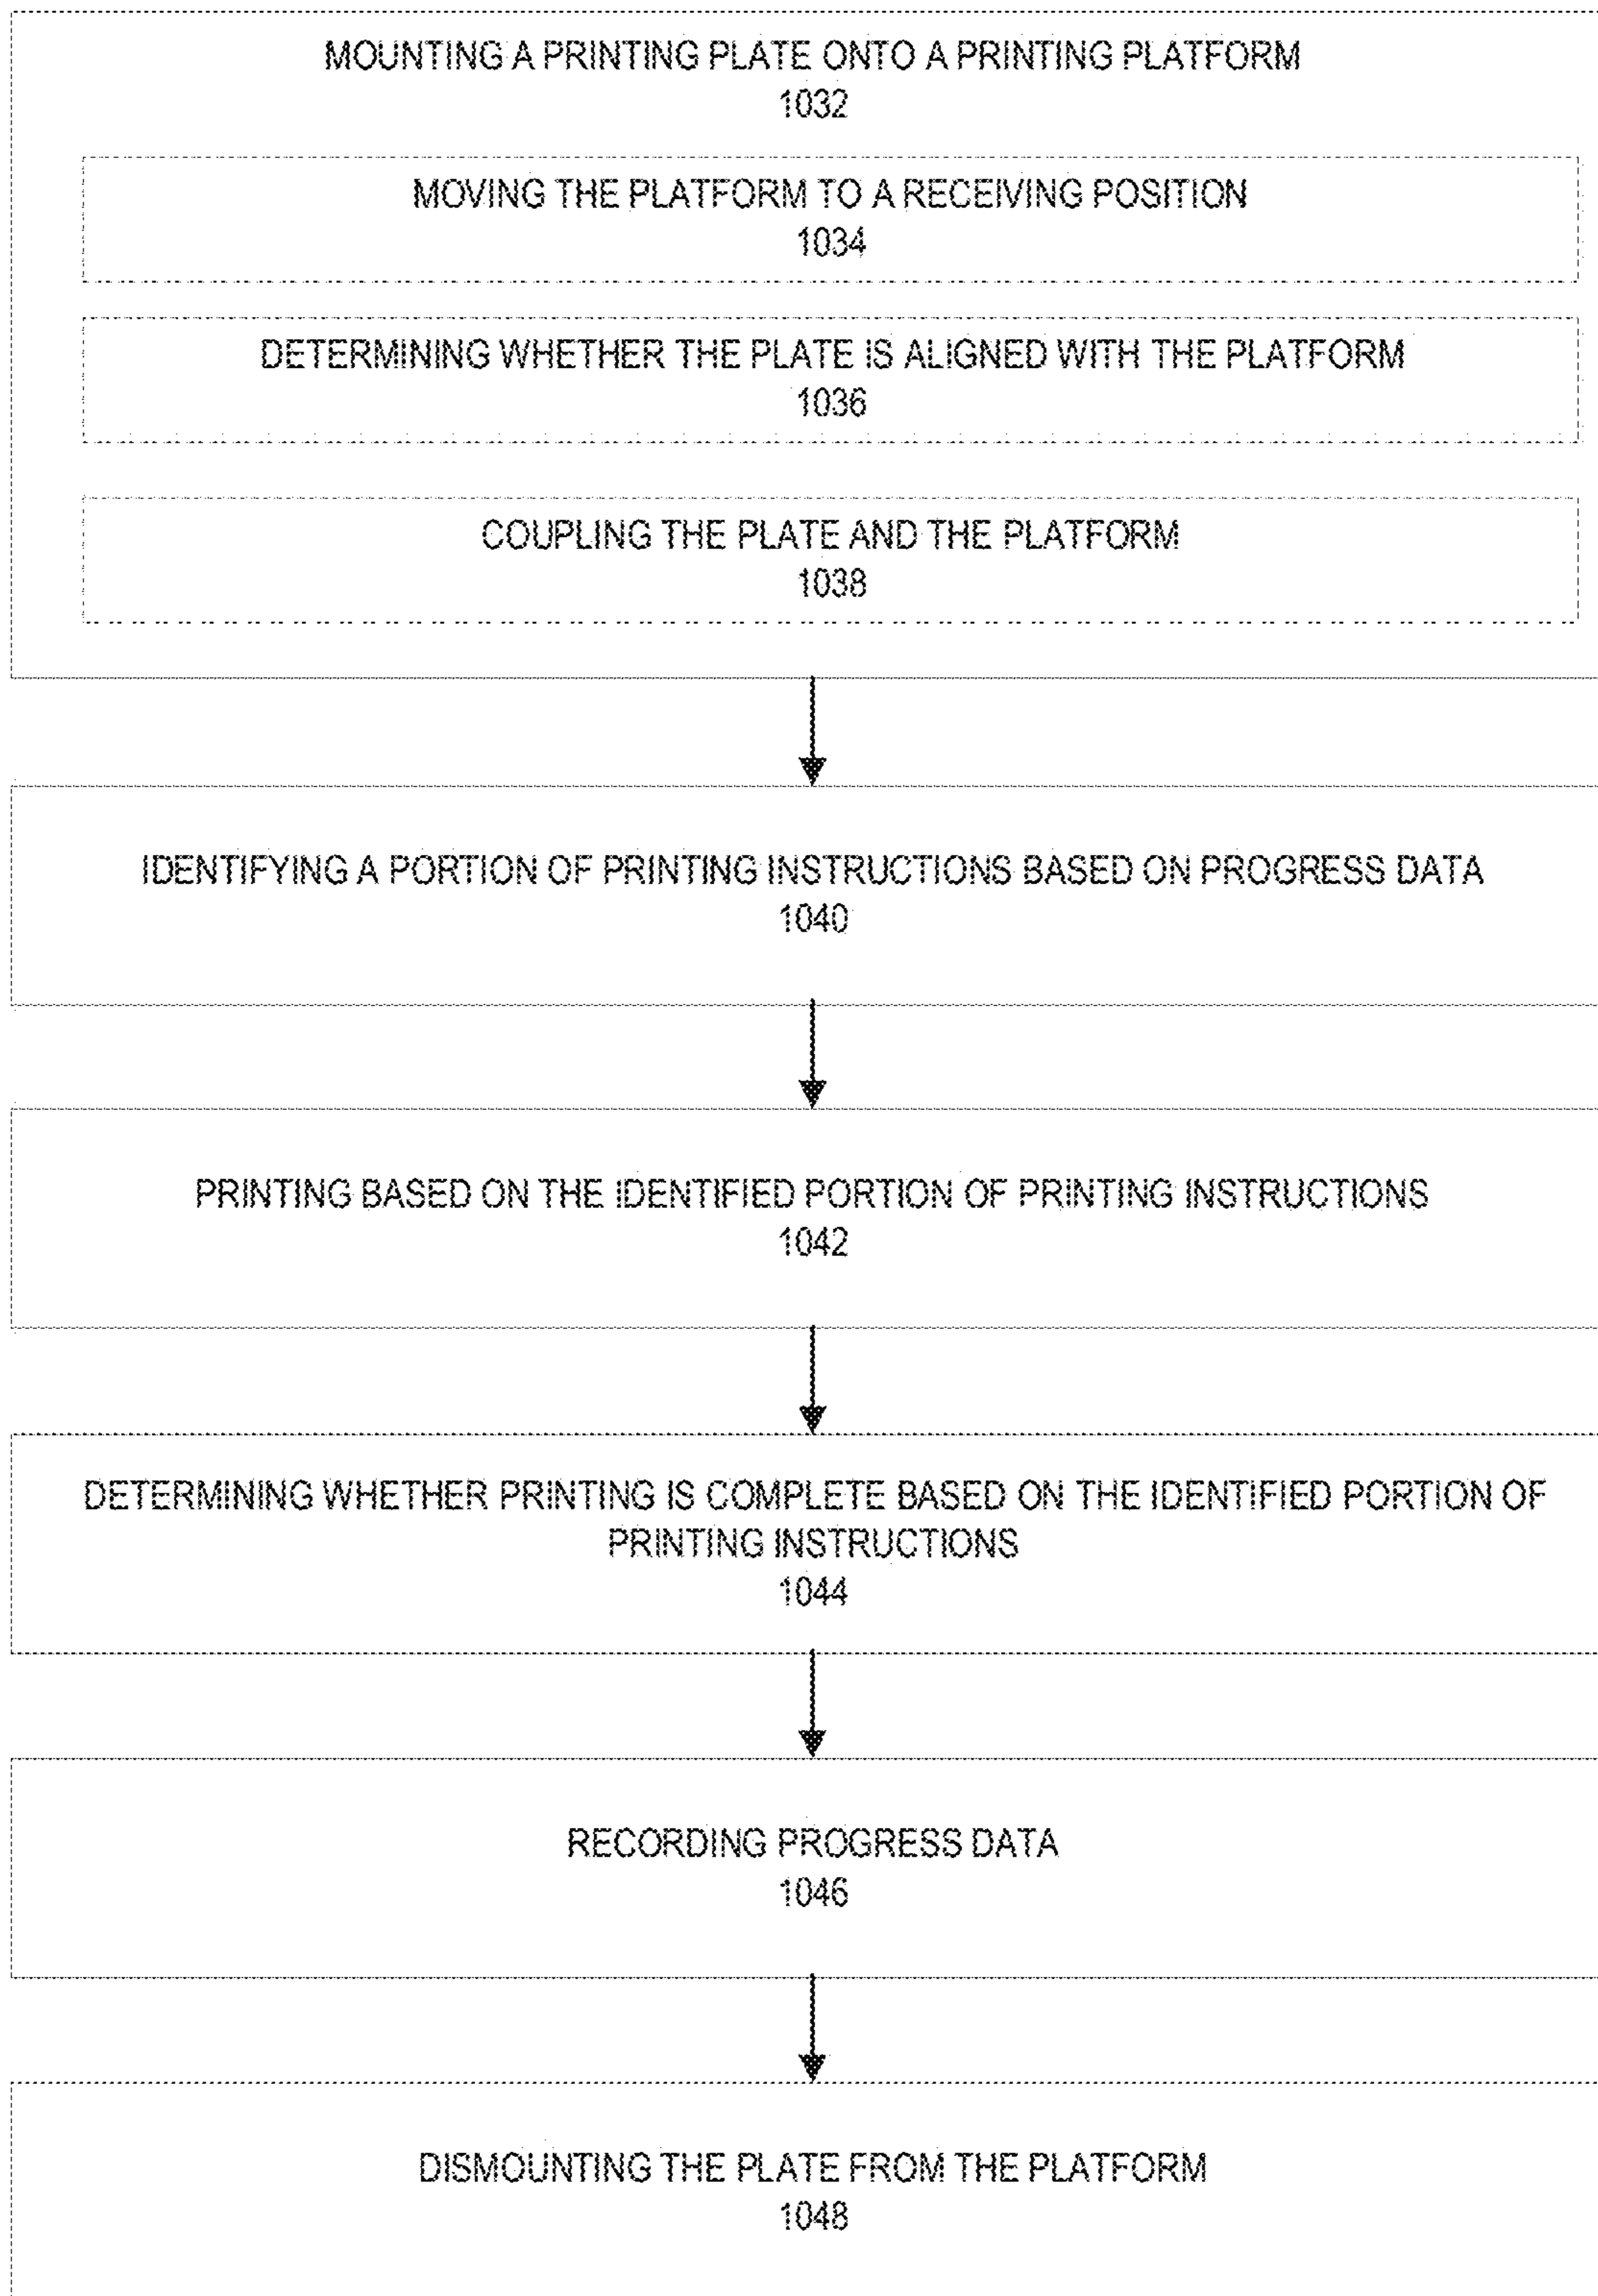 MOUNTING A PRINTING PLATE ONTO A PRINTING PLATFORM
1032
MOVING THE PLATFORM TO A RECEIVING POSITION
1034
DETERMINING WHETHER THE PLATE IS ALIGNED WITH THE PLATFORM
1036
COUPLING THE PLATE AND THE PLATFORM
1038
IDENTIFYING A PORTION OF PRINTING INSTRUCTIONS BASED ON PROGRESS DATA
1040
PRINTING BASED ON THE IDENTIFIED PORTION OF PRINTING INSTRUCTIONS
1042
DETERMINING WHETHER PRINTING IS COMPLETE BASED ON THE IDENTIFIED PORTION OF
PRINTING INSTRUCTIONS
1044
RECORDING PROGRESS DATA
1046
DISMOUNTING THE PLATE FROM THE PLATFORM
1048